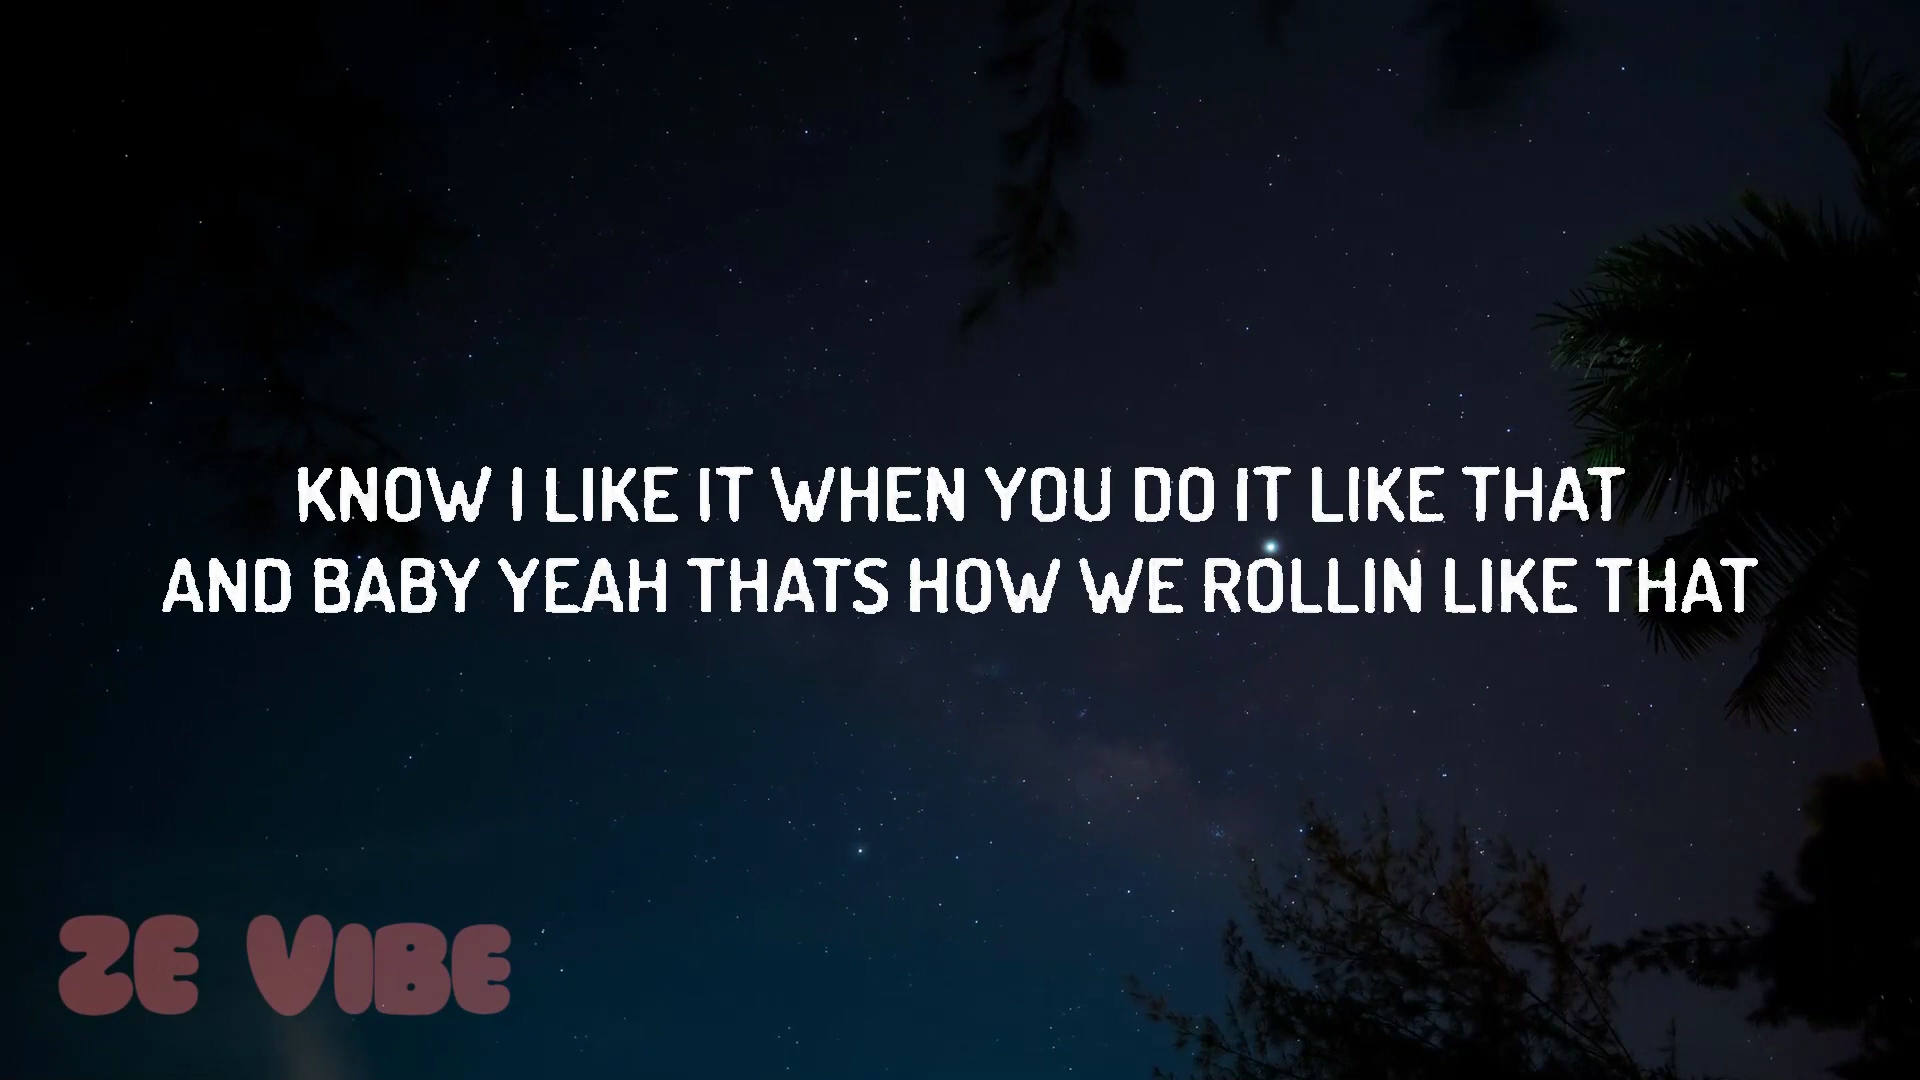 KNOW I LIKE IT WHEN YOU DO IT LIKE THAT
AND BABY YEAH THATS HOW WE ROLLIN LIKE THAT
ZE VIBE